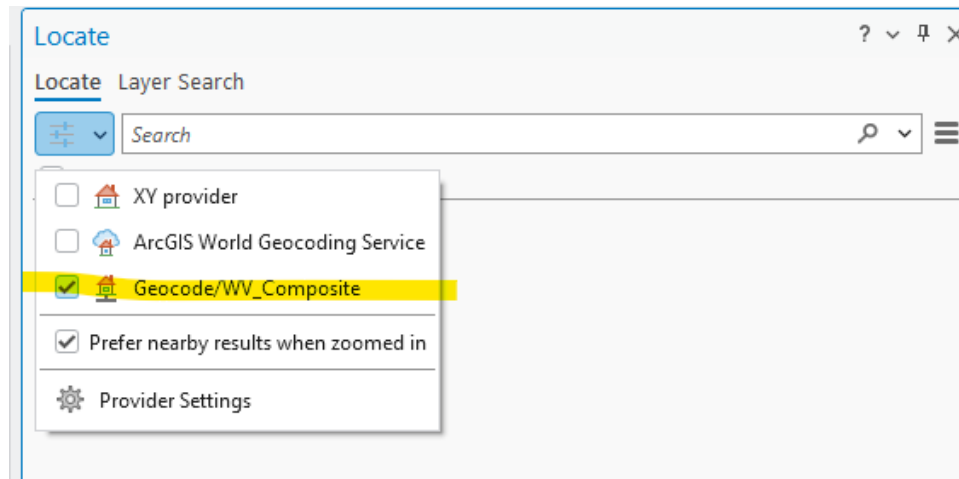 Locate
Locate Layer Search
Search
XY provider
ArcGIS World Geocoding Service
Geocode/WV_Composite
Prefer nearby results when zoomed in
Provider Settings